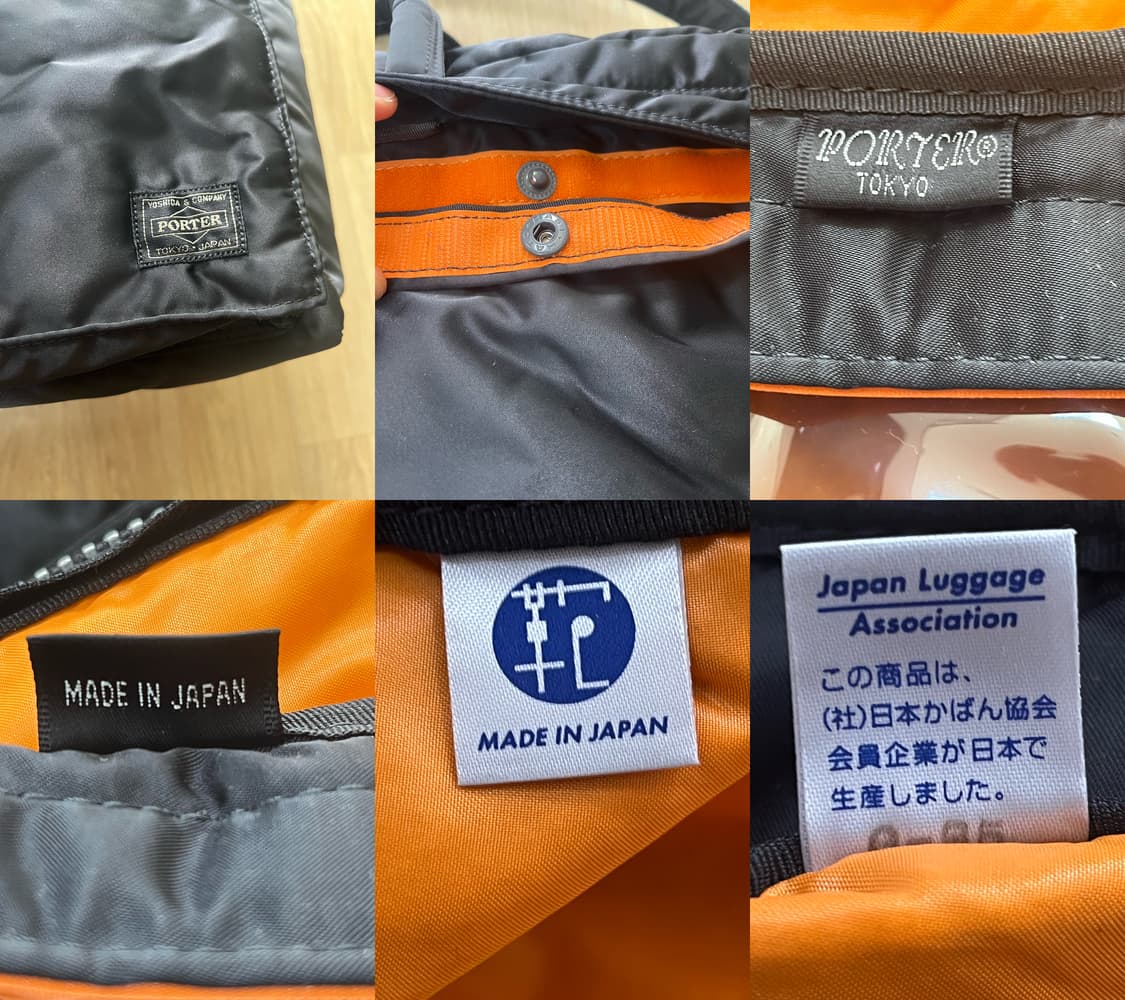 YOSHIDA & COMPANY
PORTER
TOKYO・JAPAN
PORTER®
TOKYO
MADE IN JAPAN
鞄
MADE IN JAPAN
Japan Luggage
Association
この商品は、
(社)日本かばん協会
会員企業が日本で
生産しました。